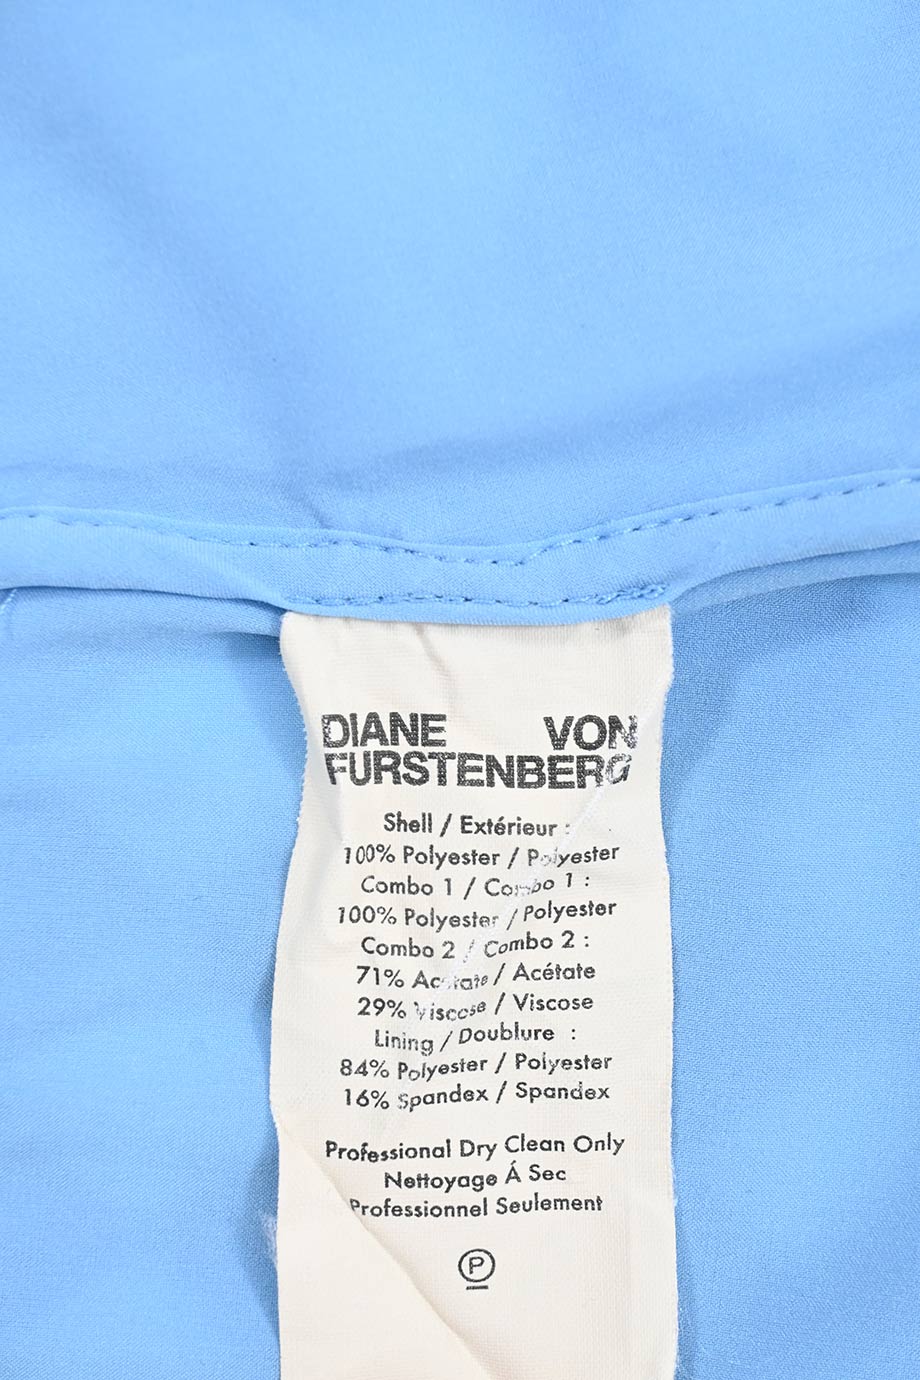 DIANE VON
FURSTENBERG
Shell / Extérieur :
100% Polyester / Polyester
Combo 1 / Combo 1 :
100% Polyester / Polyester
Combo 2 / Combo 2 :
71% Acetate / Acétate
29% Viscose / Viscose
Lining / Doublure :
84% Polyester / Polyester
16% Spandex / Spandex
Professional Dry Clean Only
Nettoyage Á Sec
Professionnel Seulement
P